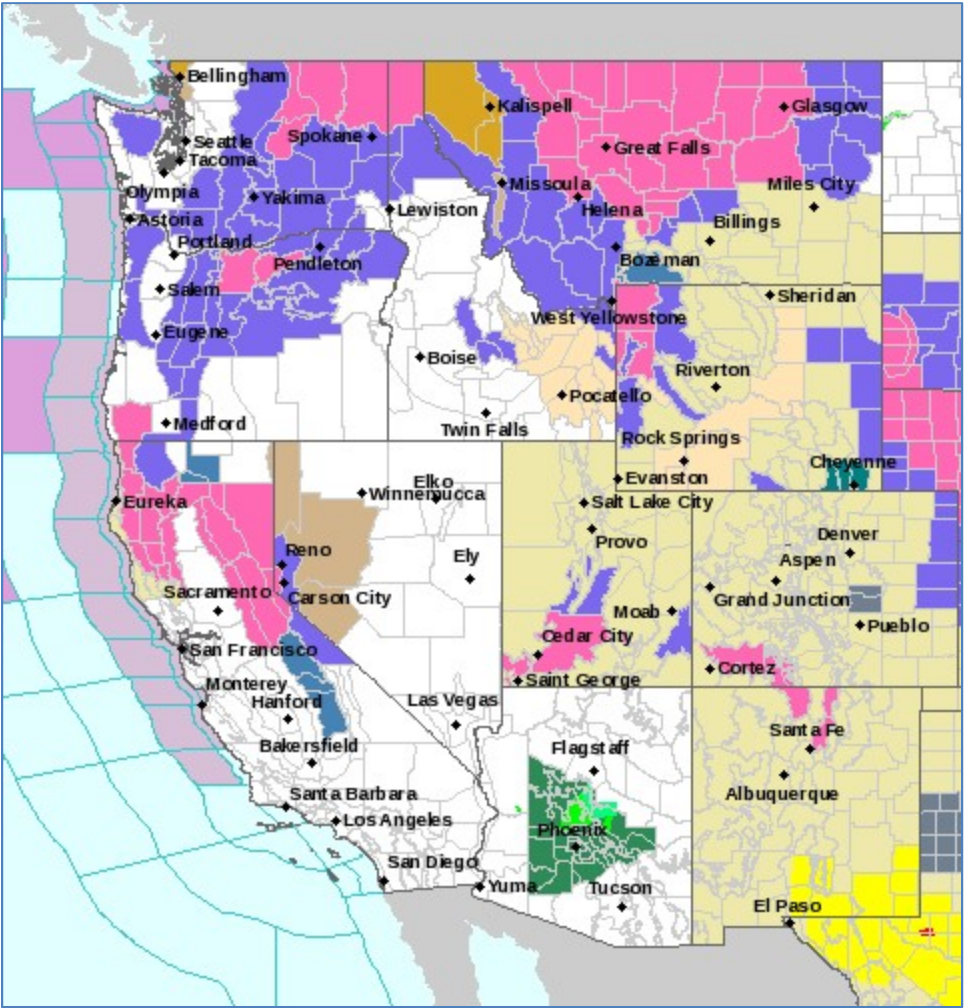 Bellingham
Kalispell
Glasgow
Spokane
Seattle
Great Falls
Tacoma
Missoula
Miles City
Olympia
Yakima
Helena
Astoria
Lewiston
Billings
Portland
Pendleton
Bozeman
Salem
Sheridan
West Yellowstone
Eugene
Boise
Riverton
Pocatello
Medford
Twin Falls
Rock Springs
Cheyenne
Elko
Evanston
Winnemucca
Eureka
Salt Lake City
Denver
Provo
Reno
Ely
Aspen
Sacramento
Carson City
Grand Junction
Moab
Pueblo
Cedar City
San Francisco
Cortez
Saint George
Monterey
Las Vegas
Hanford
Santa Fe
Bakersfield
Flagstaff
Albuquerque
Santa Barbara
Los Angeles
Phoenix
San Diego
Yuma
Tucson
El Paso